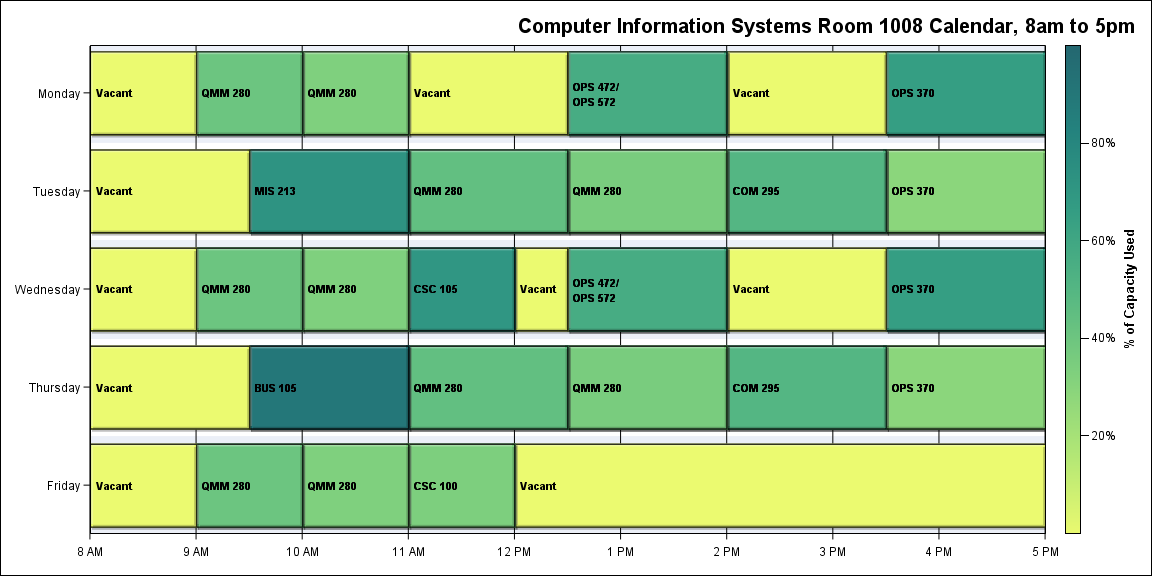 Computer Information Systems Room 1008 Calendar, 8am to 5pm
Monday
Vacant
QMM 280
QMM 280
Vacant
OPS 472/
OPS 572
Vacant
OPS 370
Tuesday
Vacant
MIS 213
QMM 280
QMM 280
COM 295
OPS 370
Wednesday
Vacant
QMM 280
QMM 280
CSC 105
Vacant
OPS 472/
OPS 572
Vacant
OPS 370
Thursday
Vacant
BUS 105
QMM 280
QMM 280
COM 295
OPS 370
Friday
Vacant
QMM 280
QMM 280
CSC 100
Vacant
8 AM
9 AM
10 AM
11 AM
12 PM
1 PM
2 PM
3 PM
4 PM
5 PM
80%
60%
40%
20%
% of Capacity Used